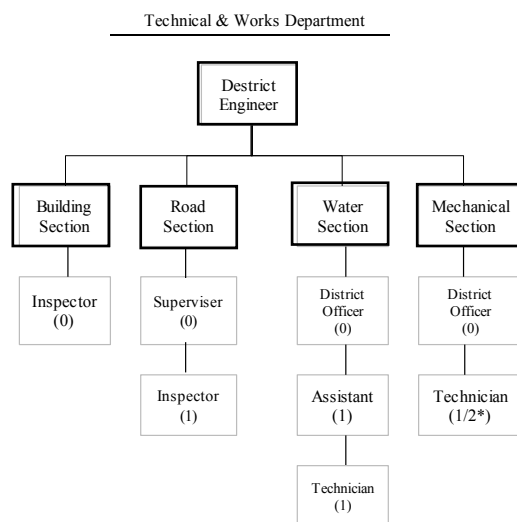 Technical & Works Department
Destrict
Engineer
Building
Section
Road
Section
Water
Section
Mechanical
Section
Inspector
(0)
Superviser
(0)
District
Officer
(0)
District
Officer
(0)
Inspector
(1)
Assistant
(1)
Technician
(1/2*)
Technician
(1)